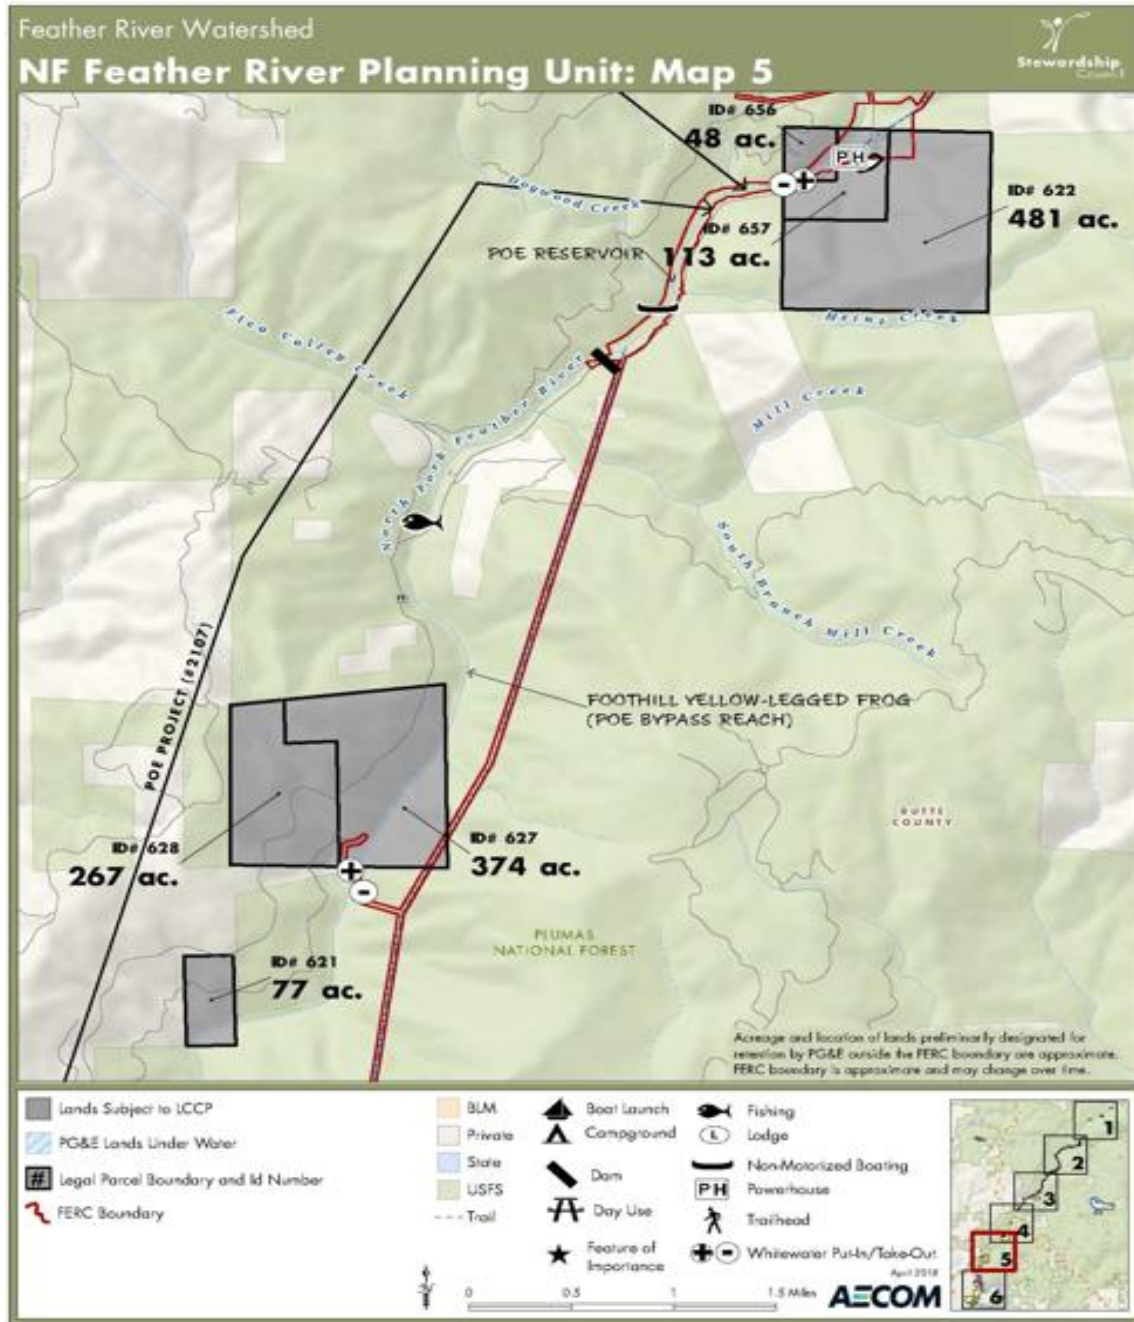 Feather River Watershed
NF Feather River Planning Unit: Map 5
Stewardship
Council
ID# 656
48 ac.
PH
ID# 622
481 ac.
Dogwood Creek
ID# 657
113 ac.
POE RESERVOIR
Heinz Creek
Flea Valley Creek
North Fork Feather River
Mill Creek
South Branch Mill Creek
FOOTHILL YELLOW-LEGGED FROG
(POE BYPASS REACH)
POE PROJECT (#2107)
BUTTE
COUNTY
ID# 628
267 ac.
ID# 627
374 ac.
PLUMAS
NATIONAL FOREST
ID# 621
77 ac.
Acreage and location of lands preliminarily designated for
retention by PG&E outside the FERC boundary are approximate.
FERC boundary is approximate and may change over time.
Lands Subject to LCCP
PG&E Lands Under Water
# Legal Parcel Boundary and Id Number
FERC Boundary
BLM
Private
State
USFS
Trail
Boat Launch
Campground
Dam
Day Use
Feature of
Importance
Fishing
L Lodge
Non-Motorized Boating
PH Powerhouse
Trailhead
Whitewater Put-In/Take-Out
April 2018
0 0.5 1 1.5 Miles
AECOM
1
2
3
4
5
6